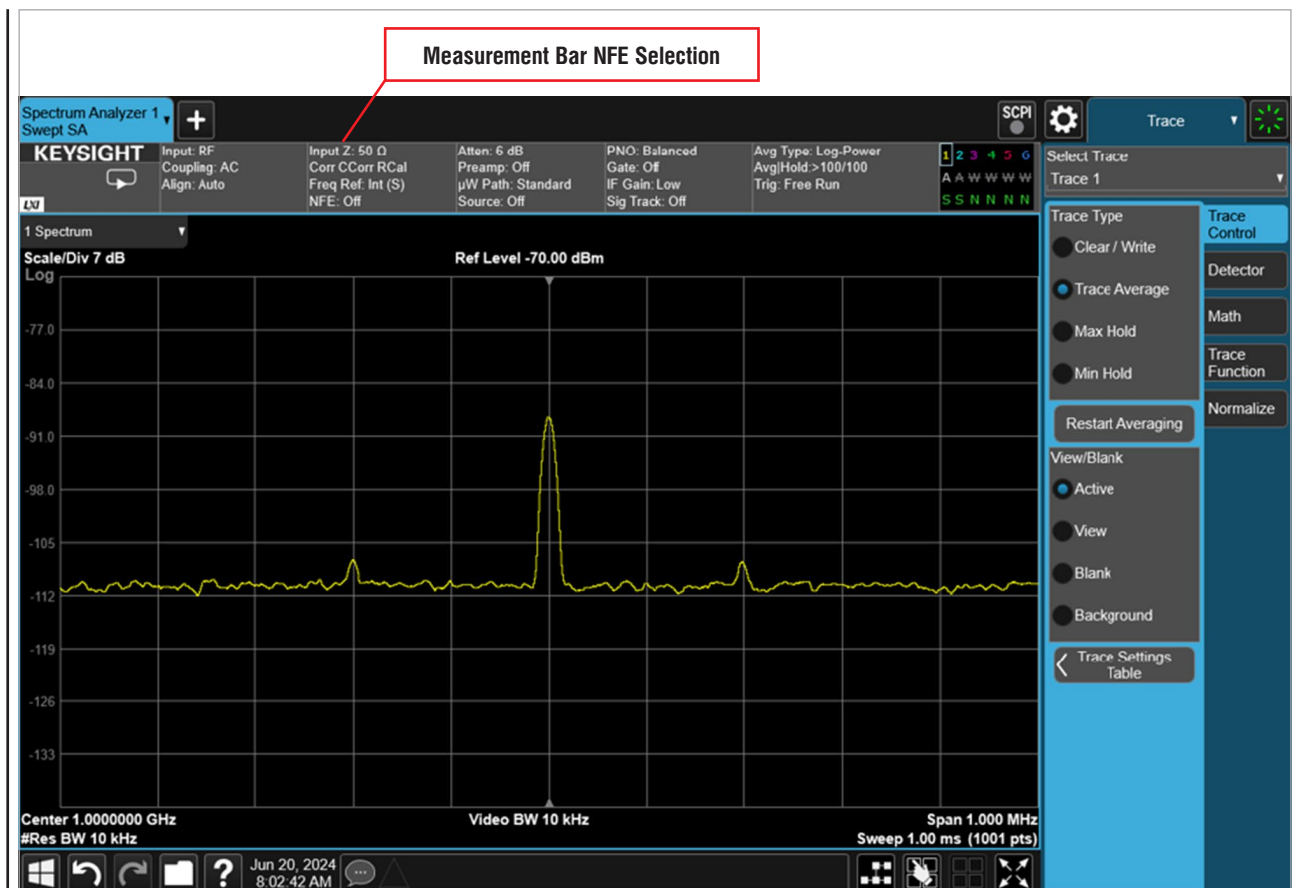 Measurement Bar NFE Selection
Spectrum Analyzer 1
Swept SA
+
SCPI
Trace
KEYSIGHT
LXI
Input: RF
Coupling: AC
Align: Auto
Input Z: 50 Ω
Corr CCorr RCal
Freq Ref: Int (S)
NFE: Off
Atten: 6 dB
Preamp: Off
µW Path: Standard
Source: Off
PNO: Balanced
Gate: Off
IF Gain: Low
Sig Track: Off
Avg Type: Log-Power
Avg|Hold:>100/100
Trig: Free Run
1 2 3 4 5 6
A A W W W W
S S N N N N
Select Trace
Trace 1
1 Spectrum
Scale/Div 7 dB
Ref Level -70.00 dBm
Log
-77.0
-84.0
-91.0
-98.0
-105
-112
-119
-126
-133
Center 1.0000000 GHz
Video BW 10 kHz
Span 1.000 MHz
#Res BW 10 kHz
Sweep 1.00 ms (1001 pts)
Trace Type
Clear / Write
Trace Average
Max Hold
Min Hold
Restart Averaging
View/Blank
Active
View
Blank
Background
Trace Settings
Table
Trace
Control
Detector
Math
Trace
Function
Normalize
?
Jun 20, 2024
8:02:42 AM